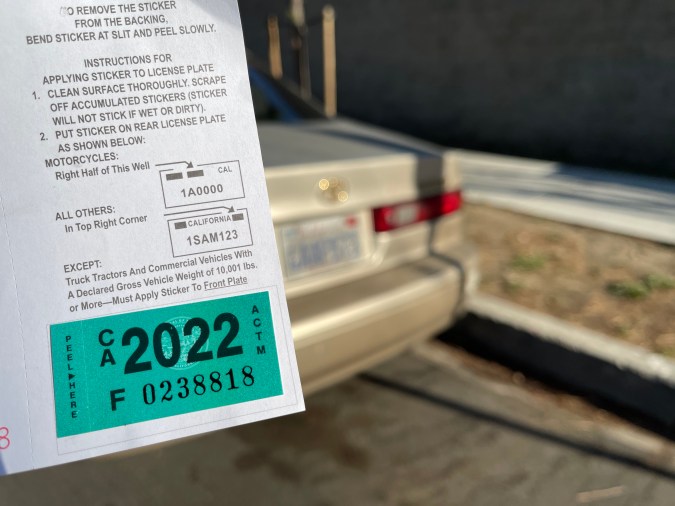 TO REMOVE THE STICKER
FROM THE BACKING,
BEND STICKER AT SLIT AND PEEL SLOWLY.
INSTRUCTIONS FOR
APPLYING STICKER TO LICENSE PLATE
1. CLEAN SURFACE THOROUGHLY. SCRAPE
OFF ACCUMULATED STICKERS (STICKER
WILL NOT STICK IF WET OR DIRTY).
2. PUT STICKER ON REAR LICENSE PLATE
AS SHOWN BELOW:
MOTORCYCLES:
Right Half of This Well
CAL
1A0000
ALL OTHERS:
In Top Right Corner
CALIFORNIA
1SAM123
EXCEPT:
Truck Tractors And Commercial Vehicles With
A Declared Gross Vehicle Weight of 10,001 lbs.
or More—Must Apply Sticker To Front Plate
PEEL HERE
CA
2022
ACTM
F 0238818
8